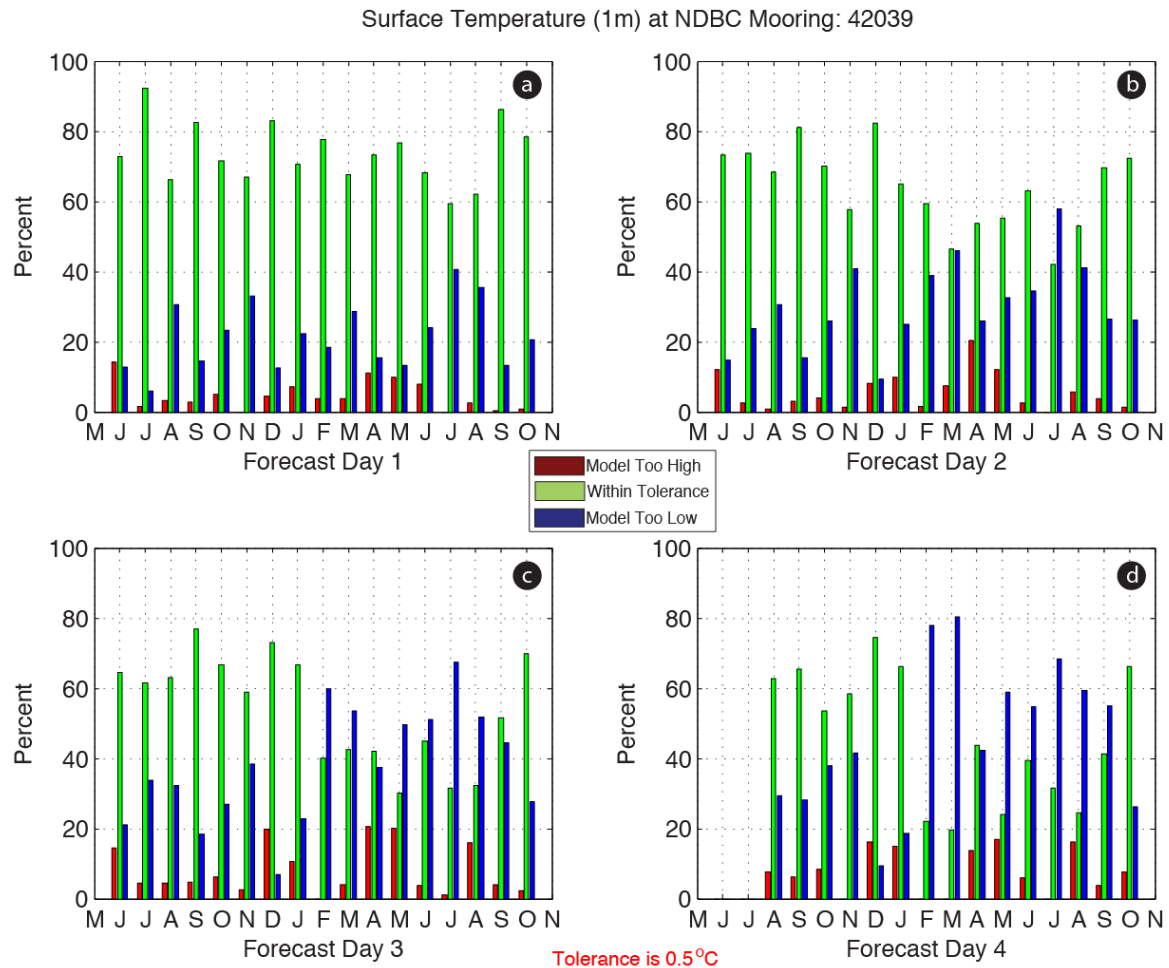 Surface Temperature (1m) at NDBC Mooring: 42039
100
80
60
40
20
0
Percent
a
M J J A S O N D J F M A M J J A S O N
Forecast Day 1
100
80
60
40
20
0
Percent
b
M J J A S O N D J F M A M J J A S O N
Forecast Day 2
Model Too High
Within Tolerance
Model Too Low
100
80
60
40
20
0
Percent
c
M J J A S O N D J F M A M J J A S O N
Forecast Day 3
100
80
60
40
20
0
Percent
d
M J J A S O N D J F M A M J J A S O N
Forecast Day 4
Tolerance is 0.5°C